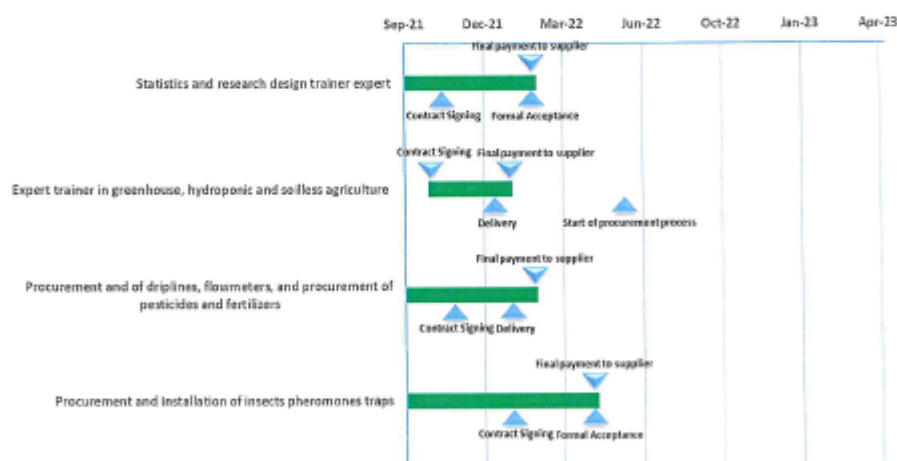 Sep-21 Dec-21 Mar-22 Jun-22 Oct-22 Jan-23 Apr-23
Final payment to supplier
Statistics and research design trainer expert
Contract Signing Formal Acceptance
Contract Signing Final payment to supplier
Expert trainer in greenhouse, hydroponic and soilless agriculture
Delivery Start of procurement process
Final payment to supplier
Procurement and of driplines, flowmeters, and procurement of
pesticides and fertilizers
Contract Signing Delivery
Final payment to supplier
Procurement and Installation of insects pheromones traps
Contract Signing Formal Acceptance